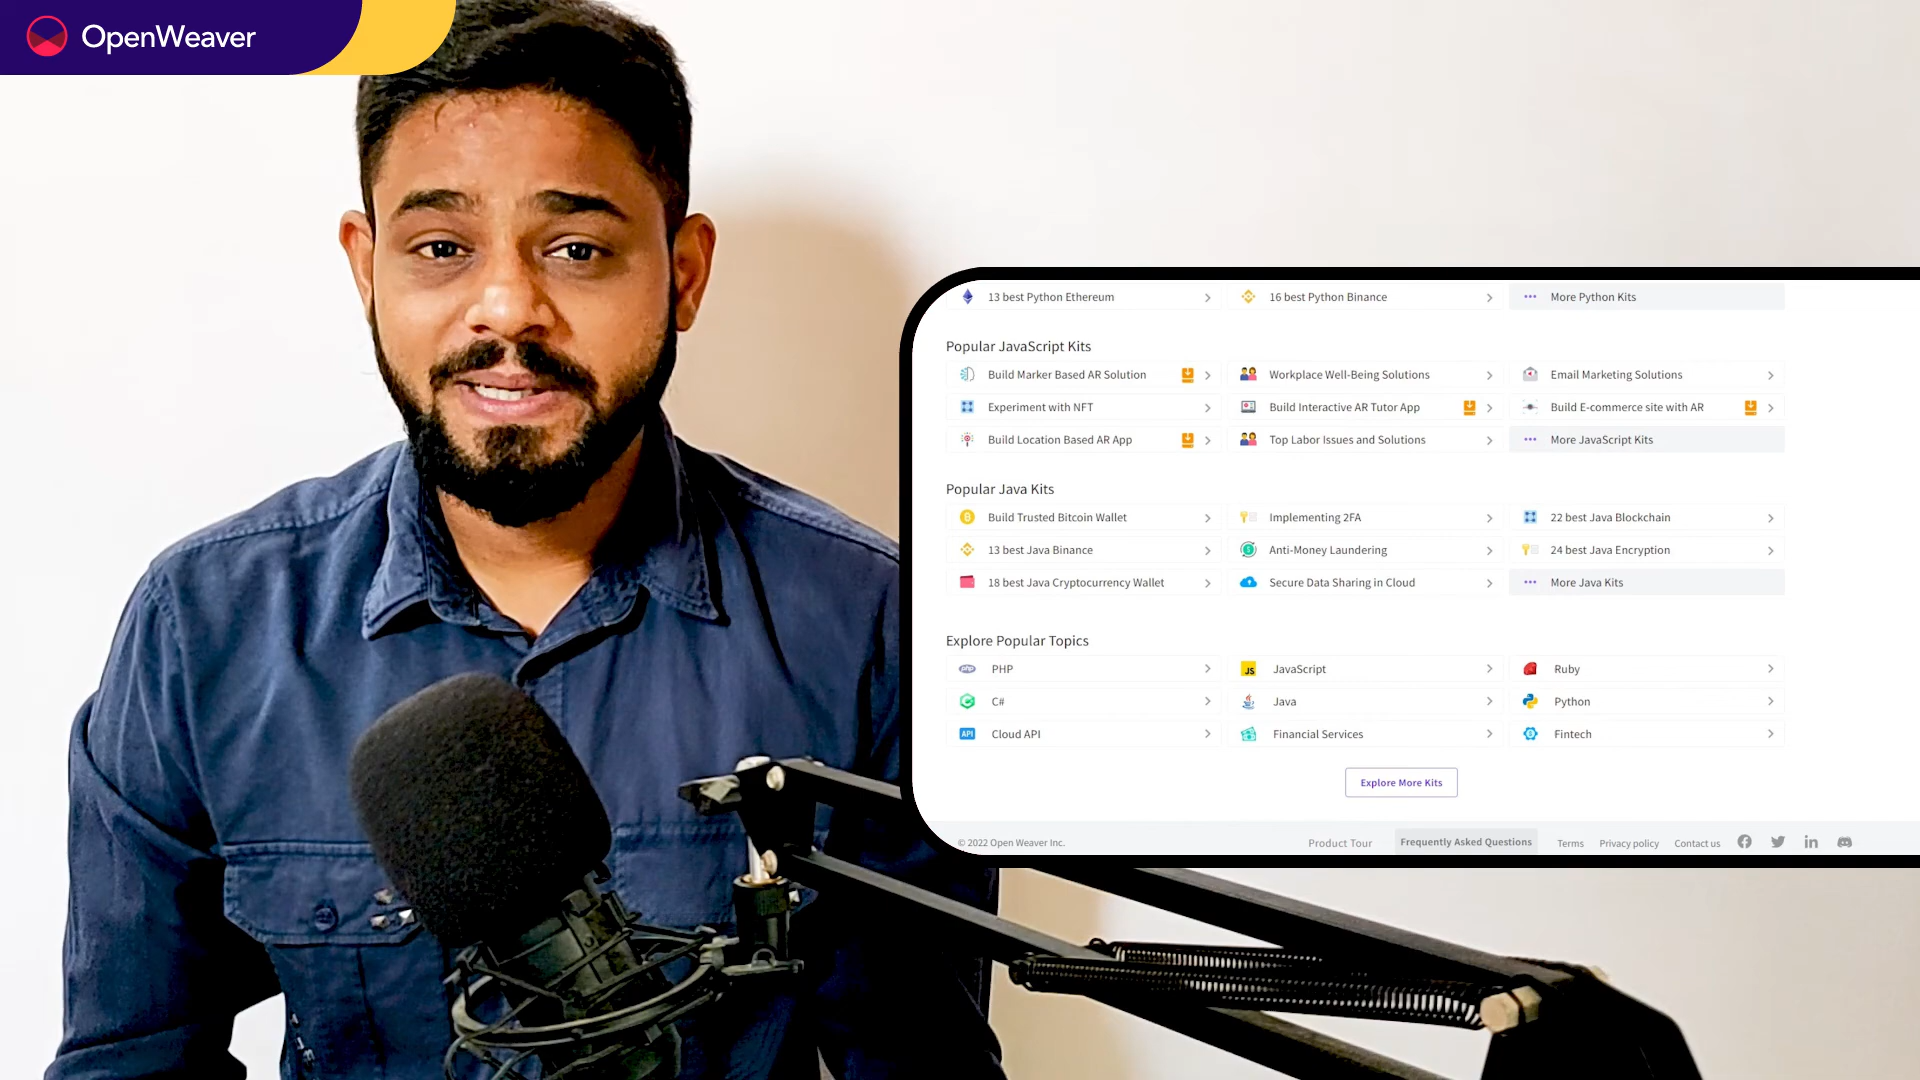 OpenWeaver
13 best Python Ethereum
16 best Python Binance
More Python Kits
Popular JavaScript Kits
Build Marker Based AR Solution
Workplace Well-Being Solutions
Email Marketing Solutions
Experiment with NFT
Build Interactive AR Tutor App
Build E-commerce site with AR
Build Location Based AR App
Top Labor Issues and Solutions
More JavaScript Kits
Popular Java Kits
Build Trusted Bitcoin Wallet
Implementing 2FA
22 best Java Blockchain
13 best Java Binance
Anti-Money Laundering
24 best Java Encryption
18 best Java Cryptocurrency Wallet
Secure Data Sharing in Cloud
More Java Kits
Explore Popular Topics
php PHP
JS JavaScript
Ruby
C#
Java
Python
API Cloud API
Financial Services
Fintech
Explore More Kits
© 2022 Open Weaver Inc.
Product Tour
Frequently Asked Questions
Terms
Privacy policy
Contact us